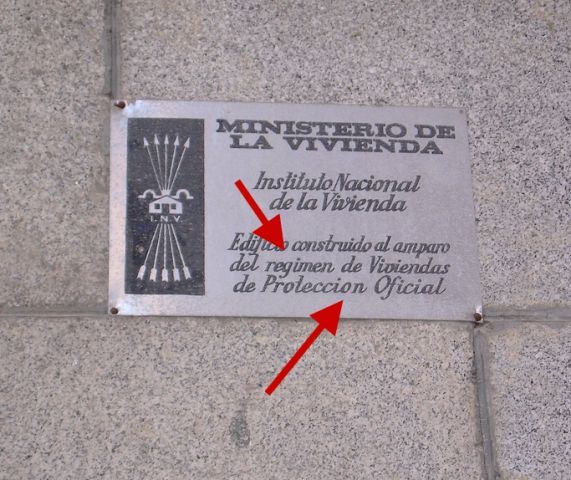 MINISTERIO DE
LA VIVIENDA
Instituto Nacional
de la Vivienda
I.N.V.
Edificio construido al amparo
del regimen de Viviendas
de Proteccion Oficial